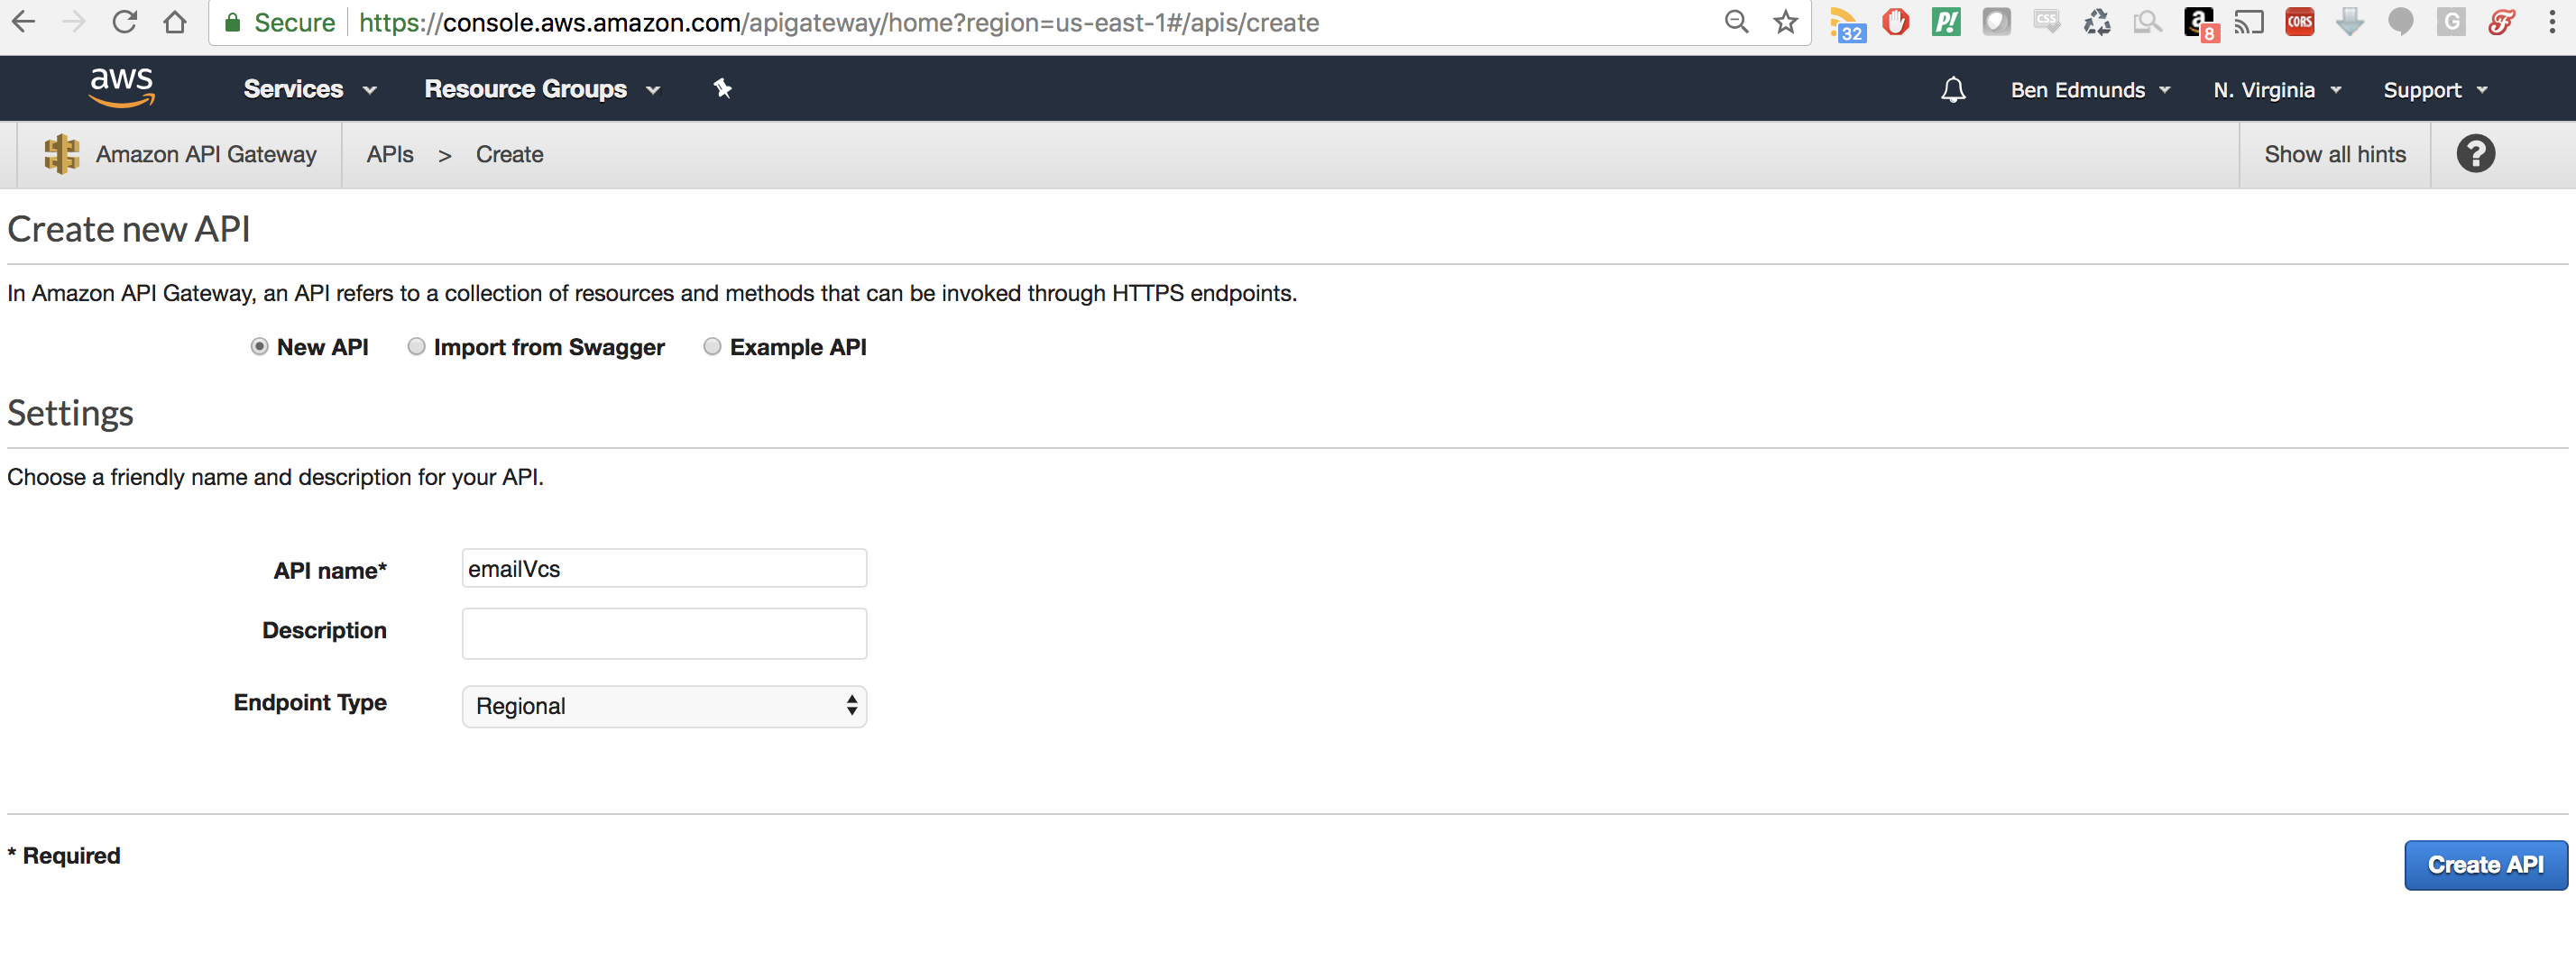 Secure https://console.aws.amazon.com/apigateway/home?region=us-east-1#/apis/create 32 P! CSS a 8 CORS G F
aws Services Resource Groups Ben Edmunds N. Virginia Support
Amazon API Gateway APIs > Create Show all hints ?
Create new API
In Amazon API Gateway, an API refers to a collection of resources and methods that can be invoked through HTTPS endpoints.
New API Import from Swagger Example API
Settings
Choose a friendly name and description for your API.
API name* emailVcs
Description
Endpoint Type Regional
* Required
Create API